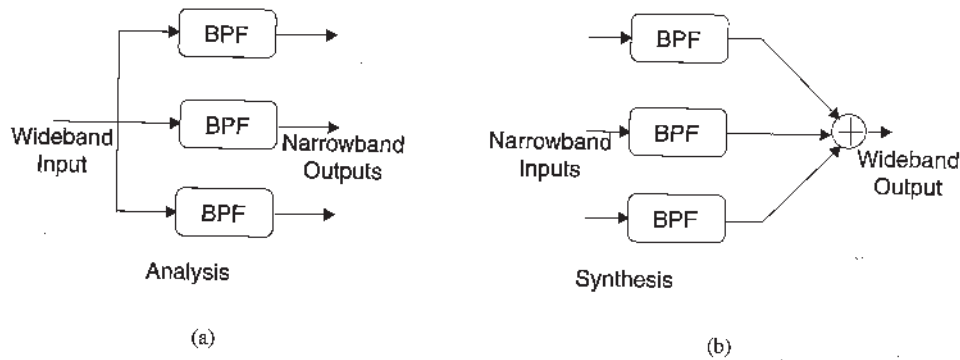 BPF
BPF
BPF
Wideband
Input
Narrowband
Outputs
Analysis
(a)
BPF
BPF
BPF
Narrowband
Inputs
Wideband
Output
Synthesis
(b)